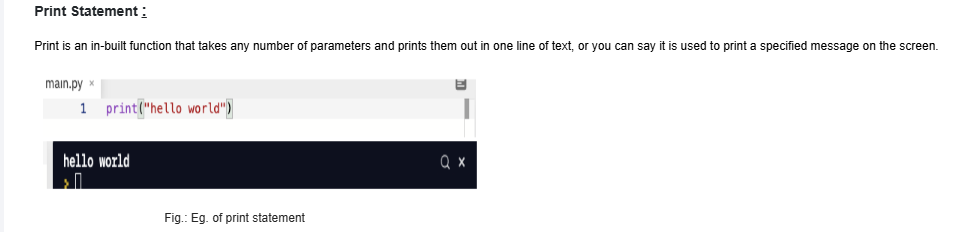 Print Statement :
Print is an in-built function that takes any number of parameters and prints them out in one line of text, or you can say it is used to print a specified message on the screen.
main.py ×
1 print("hello world")
hello world
Fig.: Eg. of print statement